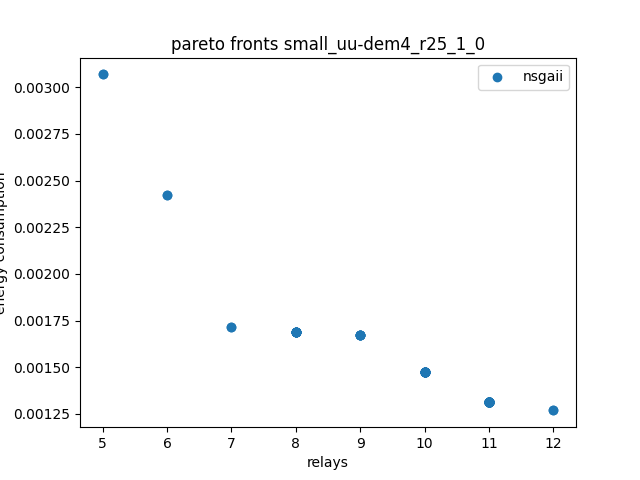 pareto fronts small_uu-dem4_r25_1_0
nsgaii
0.00300
0.00275
0.00250
0.00225
0.00200
0.00175
0.00150
0.00125
energy consumption
5 6 7 8 9 10 11 12
relays